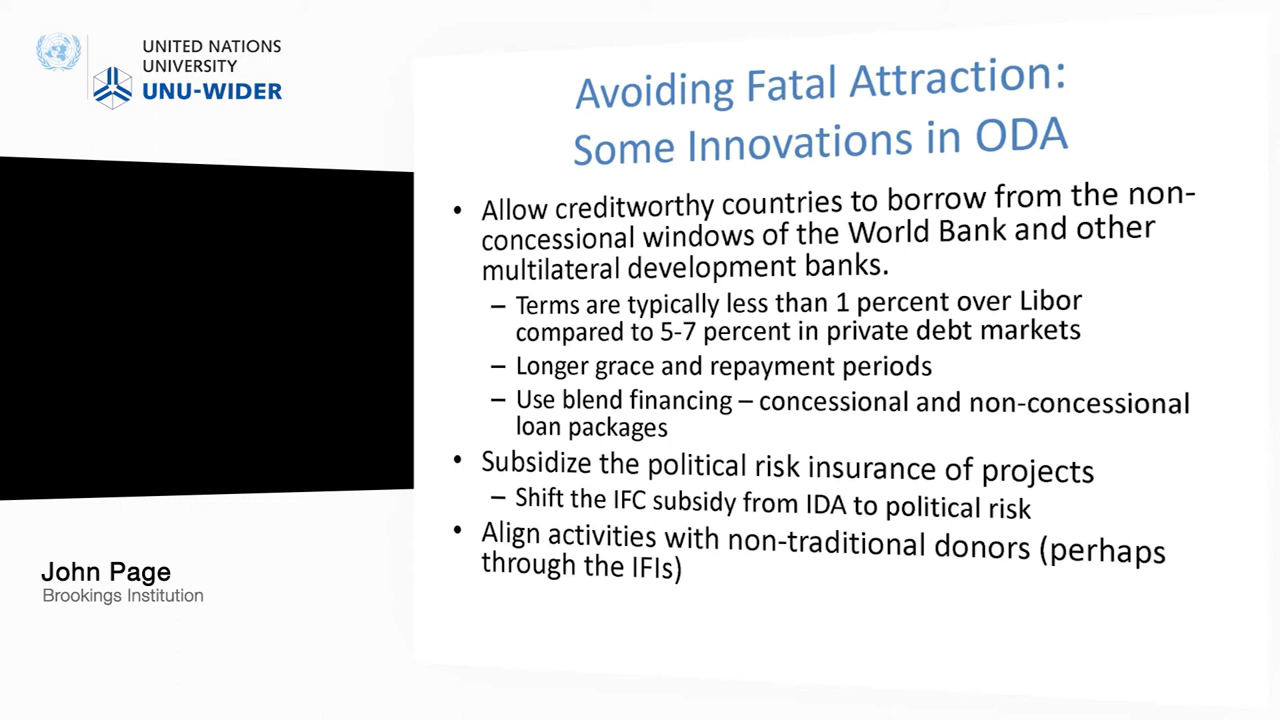 UNITED NATIONS
UNIVERSITY
UNU-WIDER
Avoiding Fatal Attraction:
Some Innovations in ODA
• Allow creditworthy countries to borrow from the non-
concessional windows of the World Bank and other
multilateral development banks.
– Terms are typically less than 1 percent over Libor
compared to 5-7 percent in private debt markets
– Longer grace and repayment periods
– Use blend financing – concessional and non-concessional
loan packages
• Subsidize the political risk insurance of projects
– Shift the IFC subsidy from IDA to political risk
• Align activities with non-traditional donors (perhaps
through the IFIs)
John Page
Brookings Institution